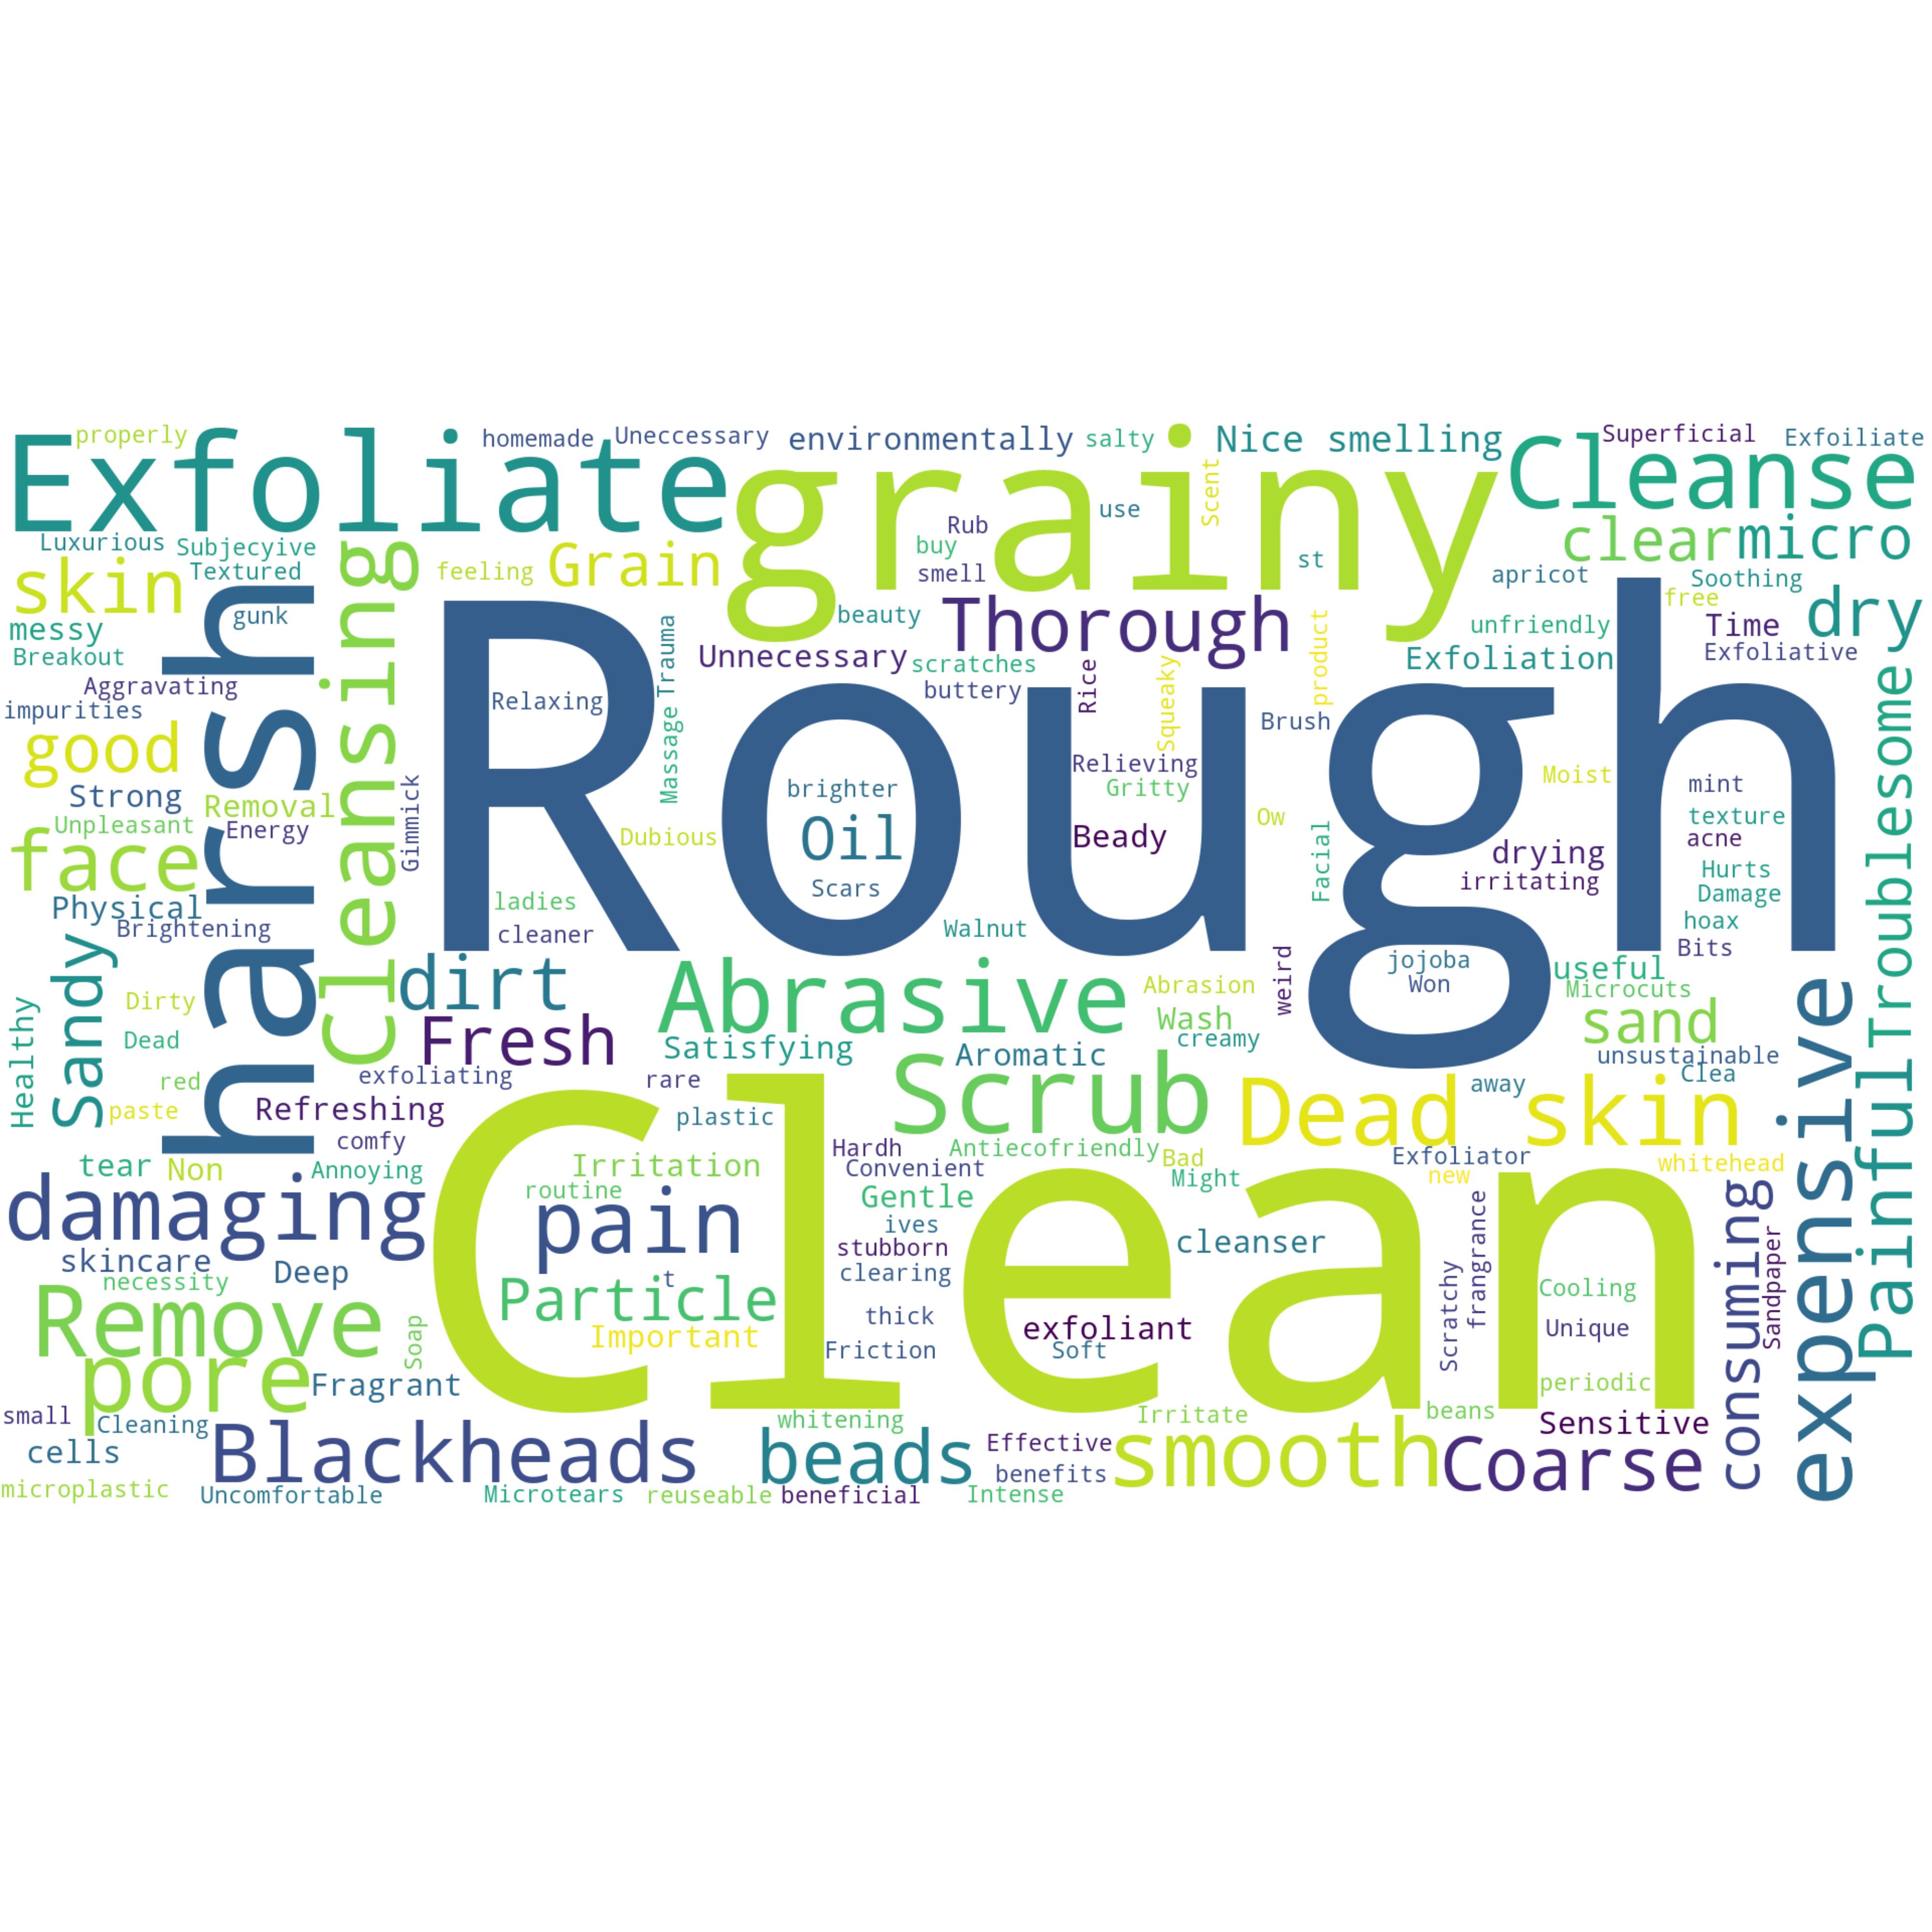 properly
homemade
Uneccessary
environmentally
salty
Nice smelling
Superficial
Exfoiliate
Exfoliate
grainy
Cleanse
Scent
use
Rub
buy
smell
st
Luxurious
Subjecyive
Textured
feeling
Grain
clear
micro
skin
apricot
Soothing
free
gunk
harsh
Cleansing
beauty
Thorough
product
unfriendly
Time
dry
messy
Breakout
Unnecessary
scratches
Exfoliation
Exfoliative
Aggravating
Relaxing
Trauma
Massage
buttery
Rice
Squeaky
Brush
impurities
Rough
good
Relieving
Moist
mint
Strong
Removal
Gimmick
brighter
Gritty
Unpleasant
Energy
Dubious
Oil
Beady
Ow
Facial
texture
acne
face
drying
irritating
Hurts
Damage
Scars
Physical
ladies
Brightening
cleaner
Walnut
hoax
Bits
Troublesome
Sandy
dirt
Abrasive
Abrasion
weird
jojoba
Won
useful
Microcuts
Healthy
Dirty
Fresh
Wash
sand
Dead
Satisfying
Aromatic
creamy
unsustainable
Clea
red
exfoliating
rare
Scrub
Dead skin
away
paste
Refreshing
plastic
comfy
Hardh
Antiecofriendly
Bad
Exfoliator
whitehead
tear
Non
Annoying
Irritation
Convenient
Might
new
expensive
Painful
damaging
routine
pain
Gentle
Clean
ives
frangrance
consuming
Sandpaper
skincare
Deep
stubborn
cleanser
clearing
necessity
t
Scratchy
Cooling
Remove
Particle
thick
Soap
Important
exfoliant
Unique
Friction
Soft
pore
Fragrant
periodic
small
Cleaning
whitening
Irritate
beans
Sensitive
cells
Blackheads
beads
Effective
smooth
Coarse
benefits
microplastic
Uncomfortable
Microtears
reuseable
beneficial
Intense